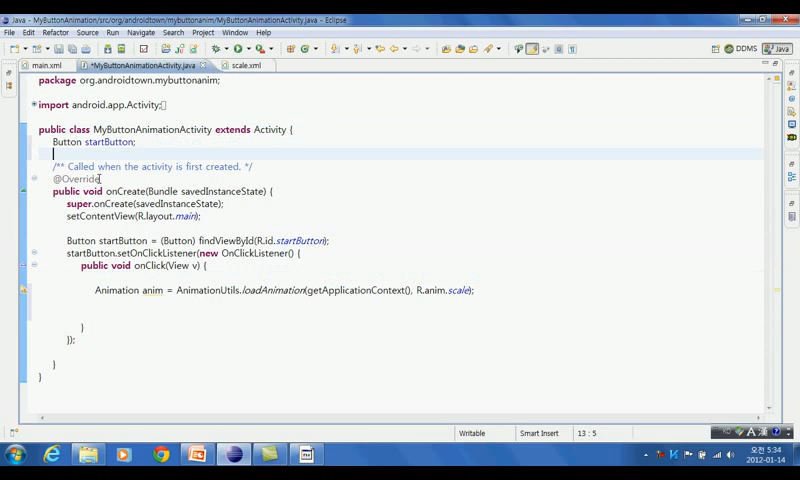 Java - MyButtonAnimation/src/org/androidtown/mybuttonanim/MyButtonAnimationActivity.java - Eclipse
File Edit Refactor Source Navigate Search Project Run Window Help
DDMS Java
main.xml *MyButtonAnimationActivity.java scale.xml
package org.androidtown.mybuttonanim;
import android.app.Activity;
public class MyButtonAnimationActivity extends Activity {
Button startButton;
/** Called when the activity is first created. */
@Override
public void onCreate(Bundle savedInstanceState) {
super.onCreate(savedInstanceState);
setContentView(R.layout.main);
Button startButton = (Button) findViewById(R.id.startButton);
startButton.setOnClickListener(new OnClickListener() {
public void onClick(View v) {
Animation anim = AnimationUtils.loadAnimation(getApplicationContext(), R.anim.scale);
}
});
}
}
Writable Smart Insert 13 : 5
A 漢
오후 5:34
2012-01-14